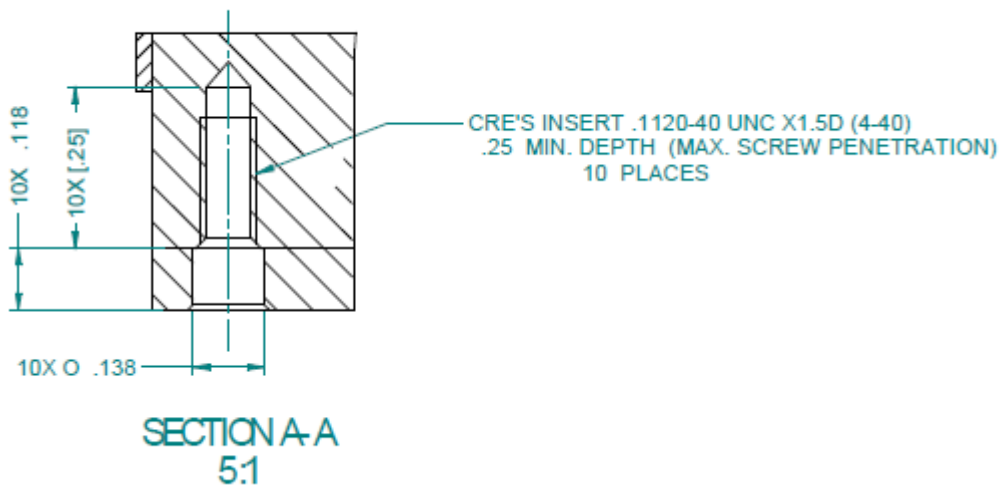 10X .118
10X [.25]
CRE'S INSERT .1120-40 UNC X1.5D (4-40)
.25 MIN. DEPTH (MAX. SCREW PENETRATION)
10 PLACES
10X O .138
SECTION A-A
5:1